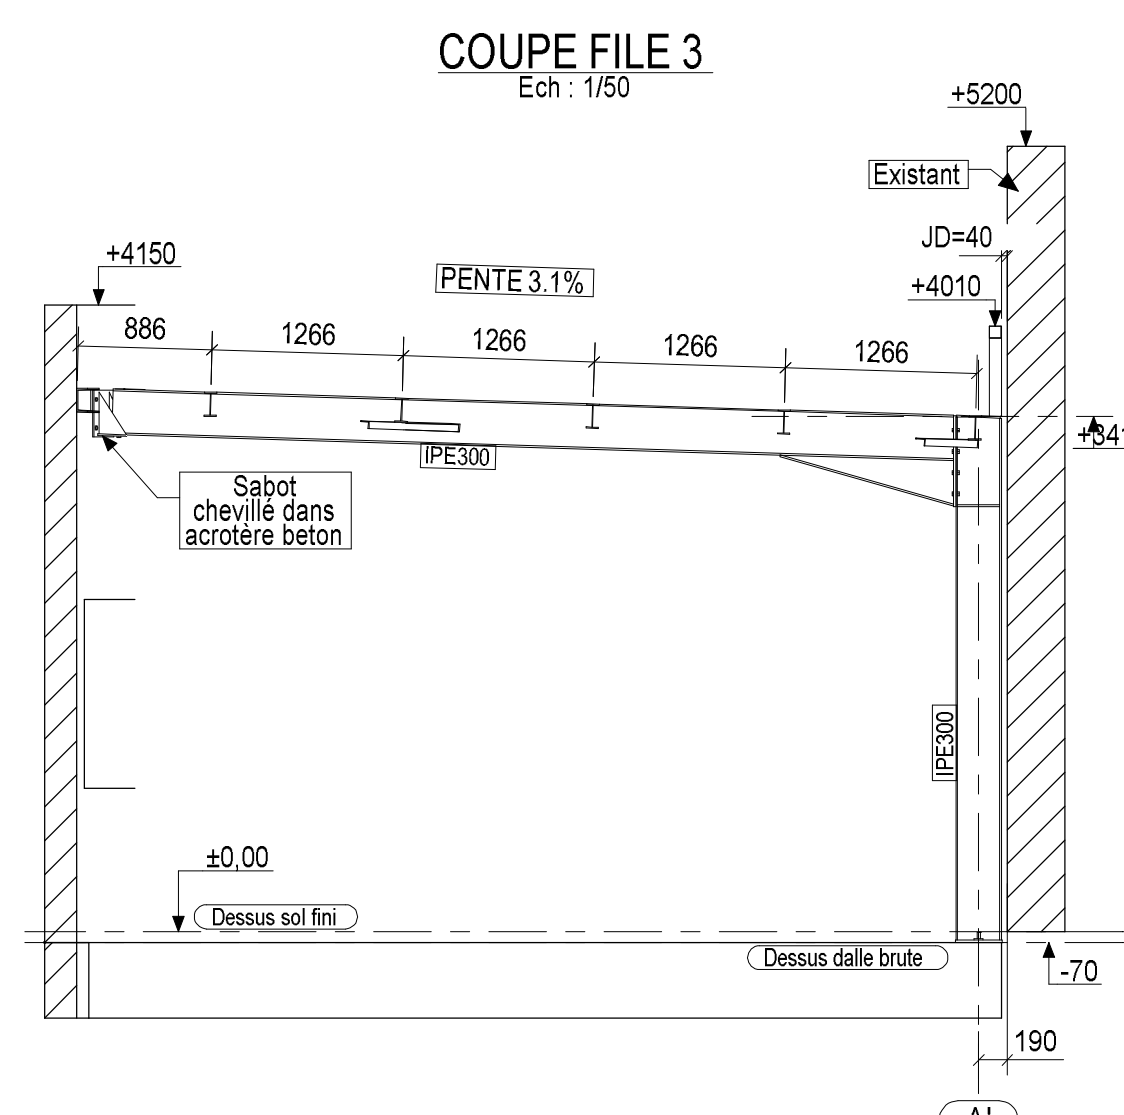 COUPE FILE 3
Ech : 1/50
+5200
Existant
JD=40
+4150
PENTE 3.1%
+4010
886
1266
1266
1266
1266
+341
IPE300
Sabot
chevillé dans
acrotère beton
IPE300
±0,00
Dessus sol fini
Dessus dalle brute
-70
190